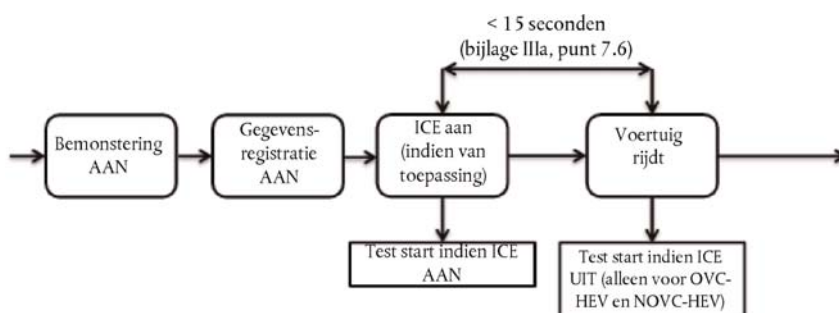 < 15 seconden
(bijlage IIIa, punt 7.6)
Bemonstering
AAN
Gegevens-
registratie
AAN
ICE aan
(indien van
toepassing)
Voertuig
rijdt
Test start indien ICE
AAN
Test start indien ICE
UIT (alleen voor OVC-
HEV en NOVC-HEV)